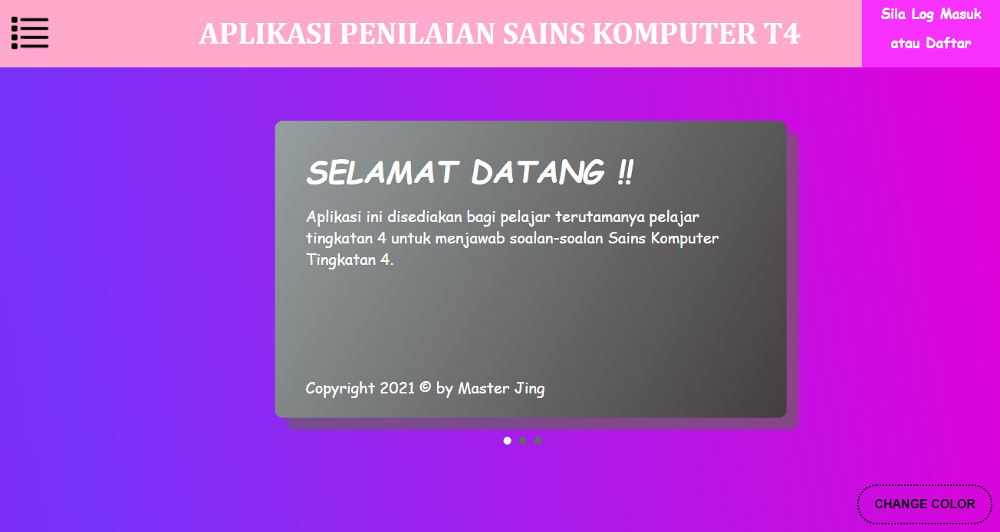 APLIKASI PENILAIAN SAINS KOMPUTER T4
Sila Log Masuk
atau Daftar
SELAMAT DATANG !!
Aplikasi ini disediakan bagi pelajar terutamanya pelajar
tingkatan 4 untuk menjawab soalan-soalan Sains Komputer
Tingkatan 4.
Copyright 2021 © by Master Jing
CHANGE COLOR